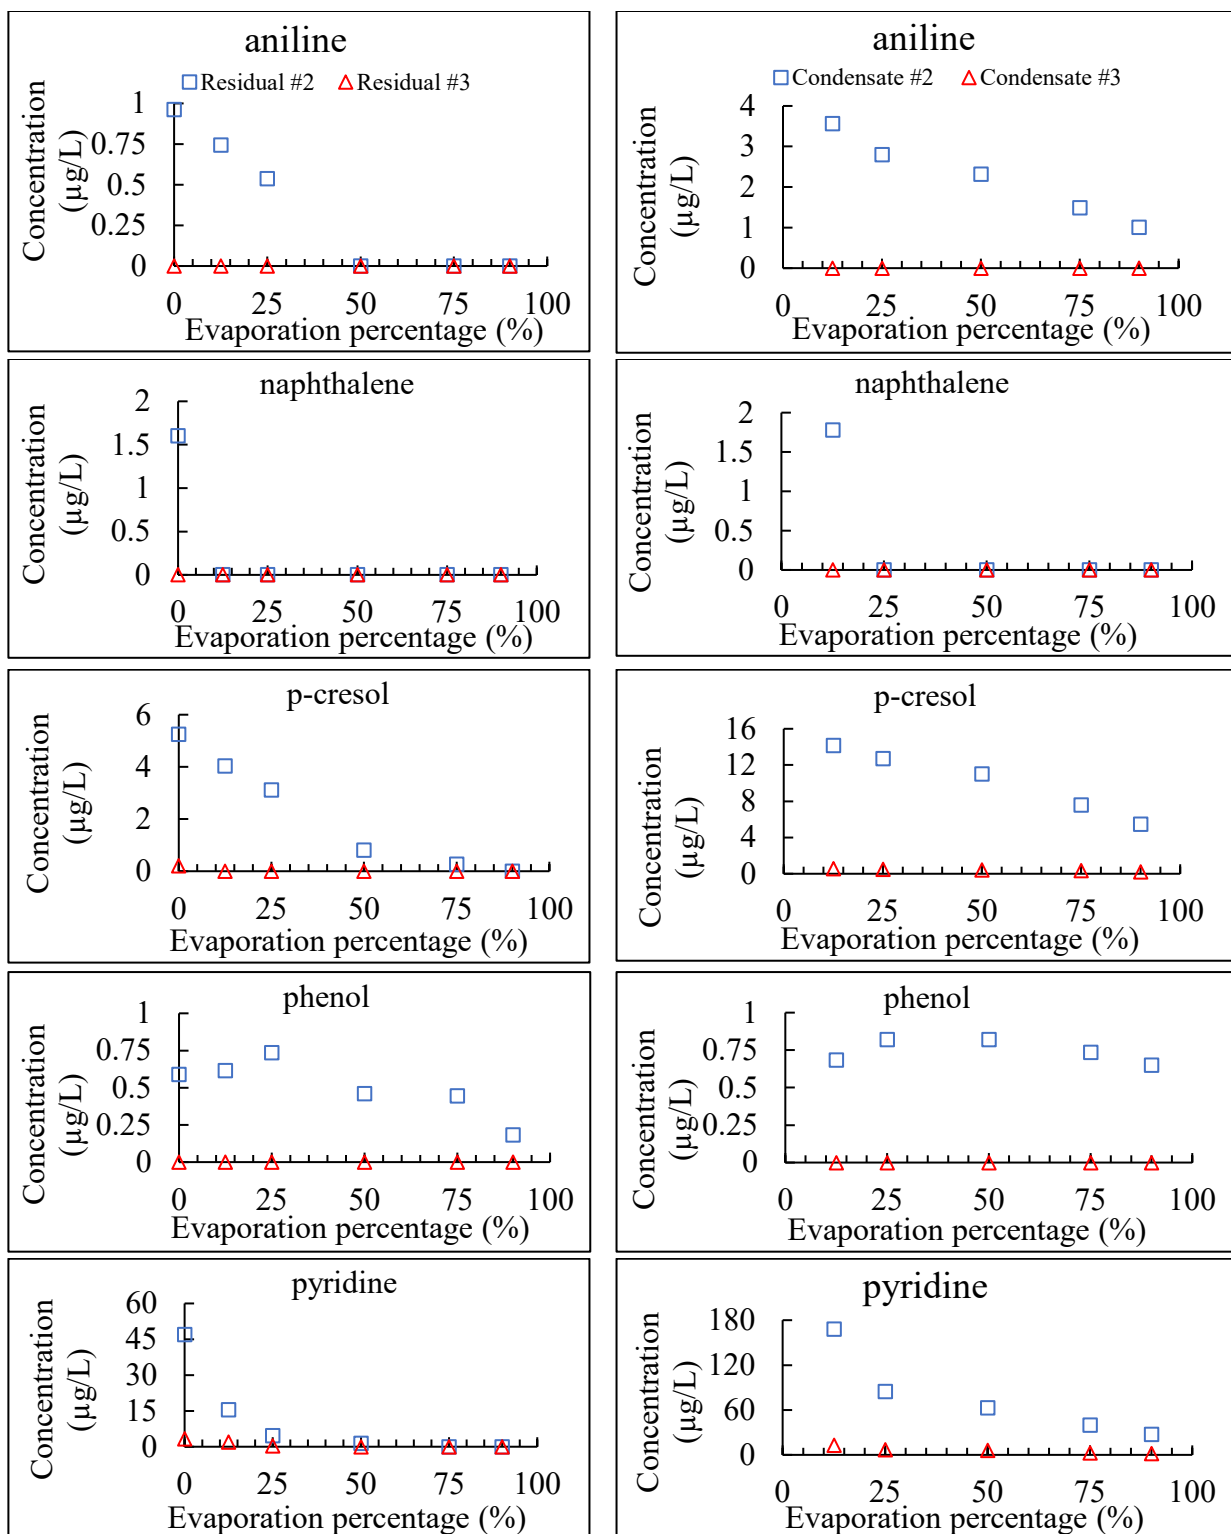 aniline
Residual #2 Residual #3
Concentration
(µg/L)
1
0.75
0.5
0.25
0
0 25 50 75 100
Evaporation percentage (%)
aniline
Condensate #2 Condensate #3
Concentration
(µg/L)
4
3
2
1
0
0 25 50 75 100
Evaporation percentage (%)
naphthalene
Concentration
(µg/L)
2
1.5
1
0.5
0
0 25 50 75 100
Evaporation percentage (%)
naphthalene
Concentration
(µg/L)
2
1.5
1
0.5
0
0 25 50 75 100
Evaporation percentage (%)
p-cresol
Concentration
(µg/L)
6
4
2
0
0 25 50 75 100
Evaporation percentage (%)
p-cresol
Concentration
(µg/L)
16
12
8
4
0
0 25 50 75 100
Evaporation percentage (%)
phenol
Concentration
(µg/L)
1
0.75
0.5
0.25
0
0 25 50 75 100
Evaporation percentage (%)
phenol
Concentration
(µg/L)
1
0.75
0.5
0.25
0
0 25 50 75 100
Evaporation percentage (%)
pyridine
Concentration
(µg/L)
60
45
30
15
0
0 25 50 75 100
Evaporation percentage (%)
pyridine
Concentration
(µg/L)
180
120
60
0
0 25 50 75 100
Evaporation percentage (%)